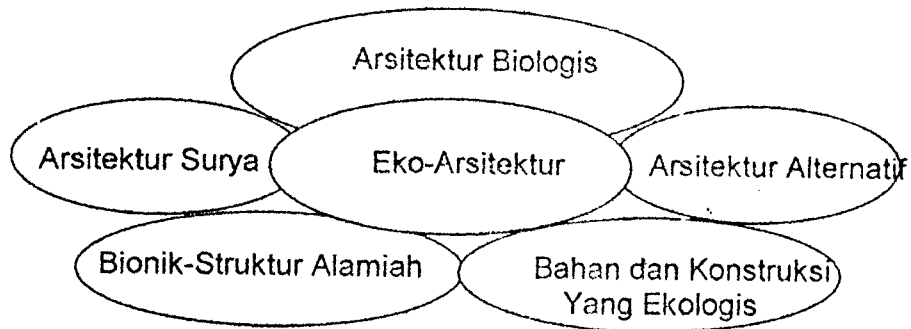 Arsitektur Biologis
Arsitektur Surya
Eko-Arsitektur
Arsitektur Alternatif
Bionik-Struktur Alamiah
Bahan dan Konstruksi
Yang Ekologis